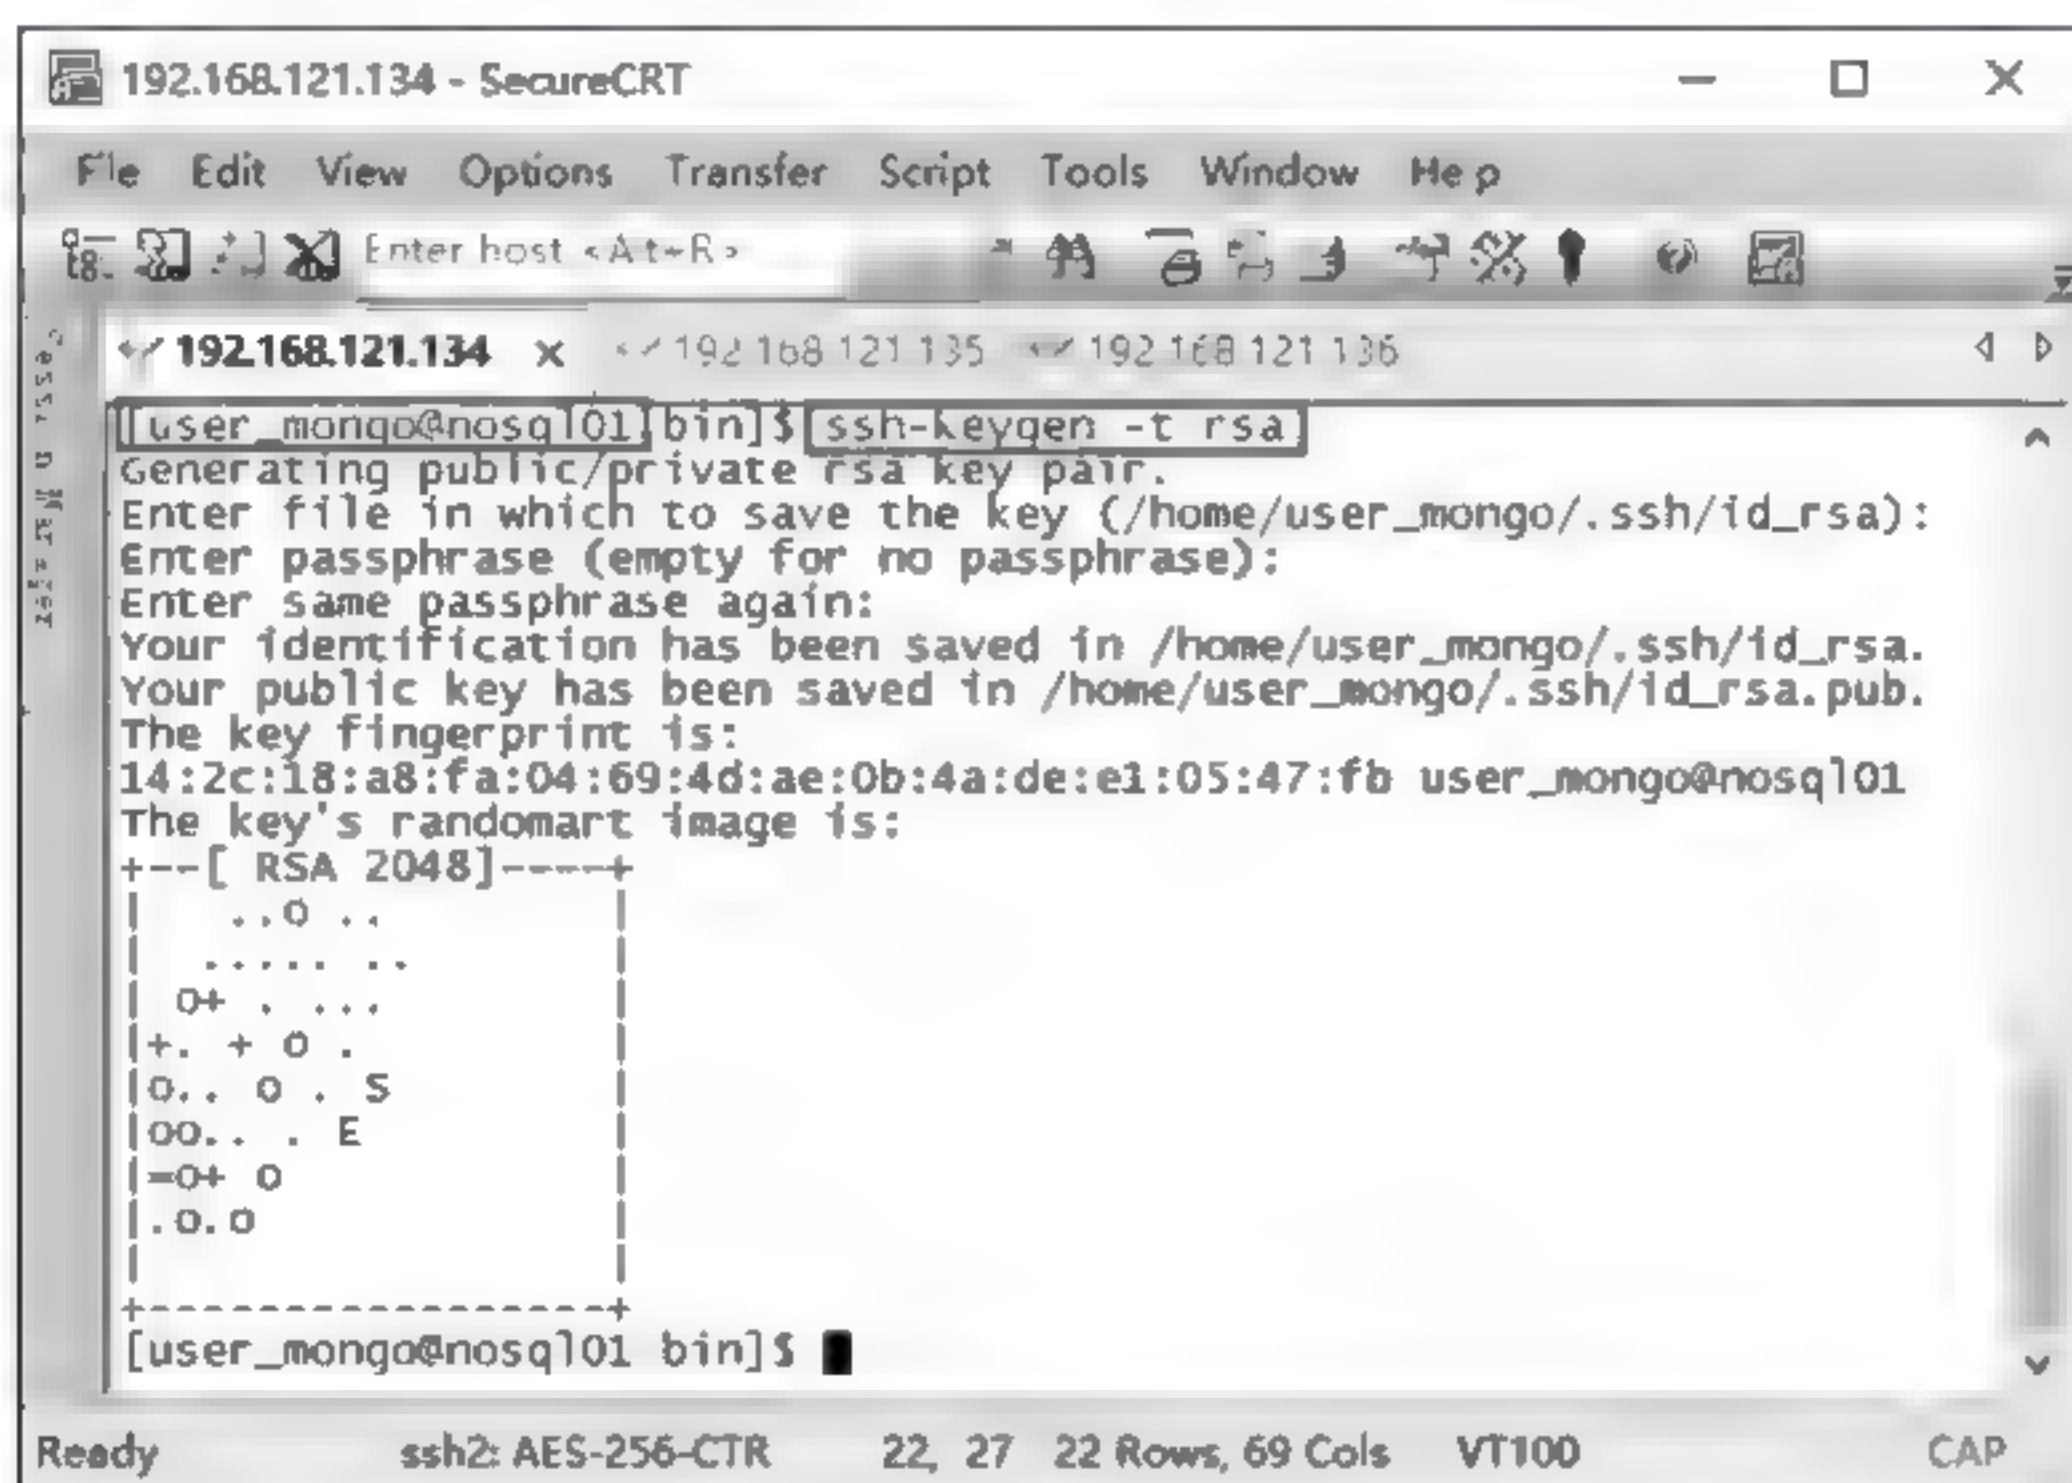 192.168.121.134 - SecureCRT
File Edit View Options Transfer Script Tools Window Help
Enter host <Alt+R>
192.168.121.134 192.168.121.135 192.168.121.136
[user_mongo@nosql01 bin]$ ssh-keygen -t rsa
Generating public/private rsa key pair.
Enter file in which to save the key (/home/user_mongo/.ssh/id_rsa):
Enter passphrase (empty for no passphrase):
Enter same passphrase again:
Your identification has been saved in /home/user_mongo/.ssh/id_rsa.
Your public key has been saved in /home/user_mongo/.ssh/id_rsa.pub.
The key fingerprint is:
14:2c:18:a8:fa:04:69:4d:ae:0b:4a:de:e1:05:47:fb user_mongo@nosql01
The key's randomart image is:
+--[ RSA 2048]----+
|   ..o ..        |
|  ..... ..       |
| o+ . ...        |
|+. + o .         |
|o.. o . S        |
|oo.. . E         |
|=o+ o            |
|.o.o             |
|                 |
+-----------------+
[user_mongo@nosql01 bin]$
Ready ssh2: AES-256-CTR 22, 27 22 Rows, 69 Cols VT100 CAP